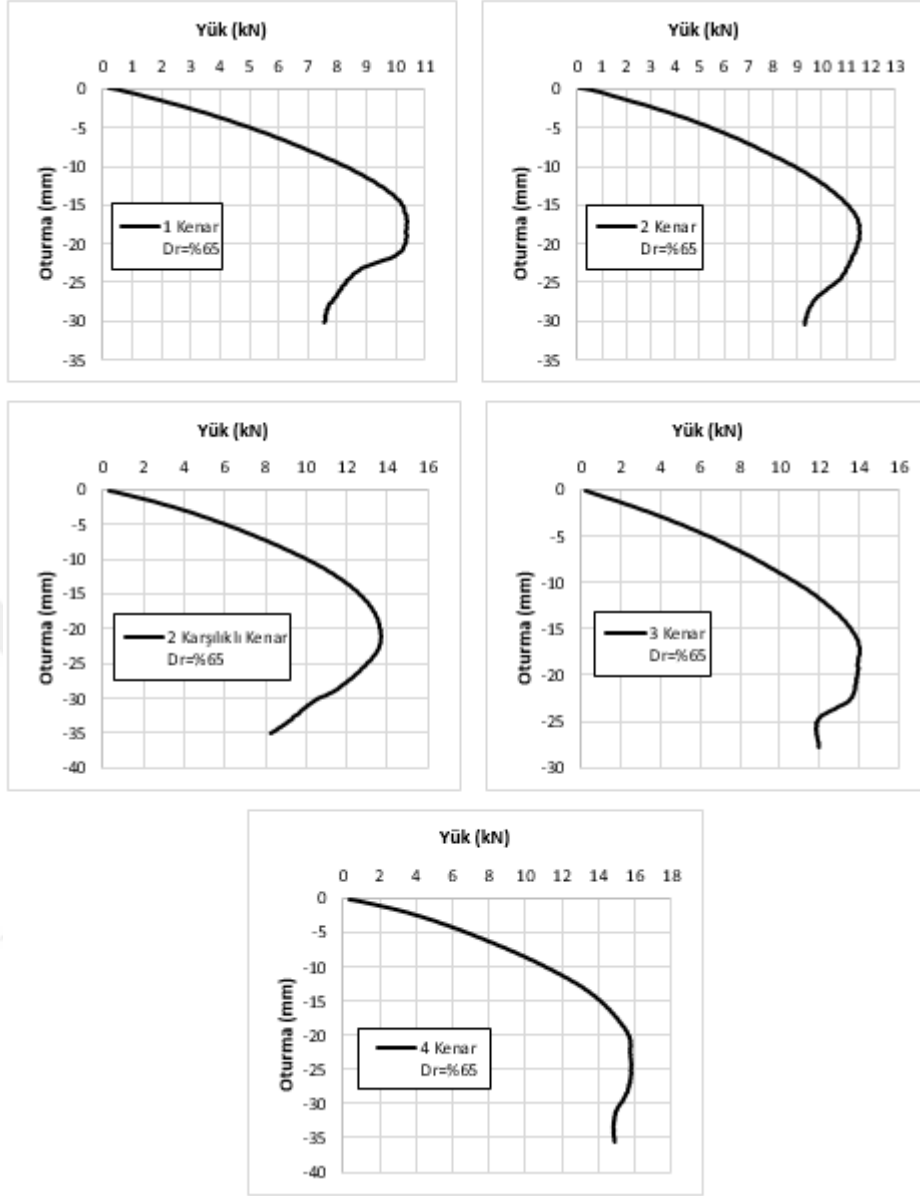 Yük (kN)
0 1 2 3 4 5 6 7 8 9 10 11
0
-5
-10
-15
-20
-25
-30
-35
Oturma (mm)
1 Kenar
Dr=%65
Yük (kN)
0 1 2 3 4 5 6 7 8 9 10 11 12 13
0
-5
-10
-15
-20
-25
-30
-35
Oturma (mm)
2 Kenar
Dr=%65
Yük (kN)
0 2 4 6 8 10 12 14 16
0
-5
-10
-15
-20
-25
-30
-35
-40
Oturma (mm)
2 Karşılıklı Kenar
Dr=%65
Yük (kN)
0 2 4 6 8 10 12 14 16
0
-5
-10
-15
-20
-25
-30
Oturma (mm)
3 Kenar
Dr=%65
Yük (kN)
0 2 4 6 8 10 12 14 16 18
0
-5
-10
-15
-20
-25
-30
-35
-40
Oturma (mm)
4 Kenar
Dr=%65